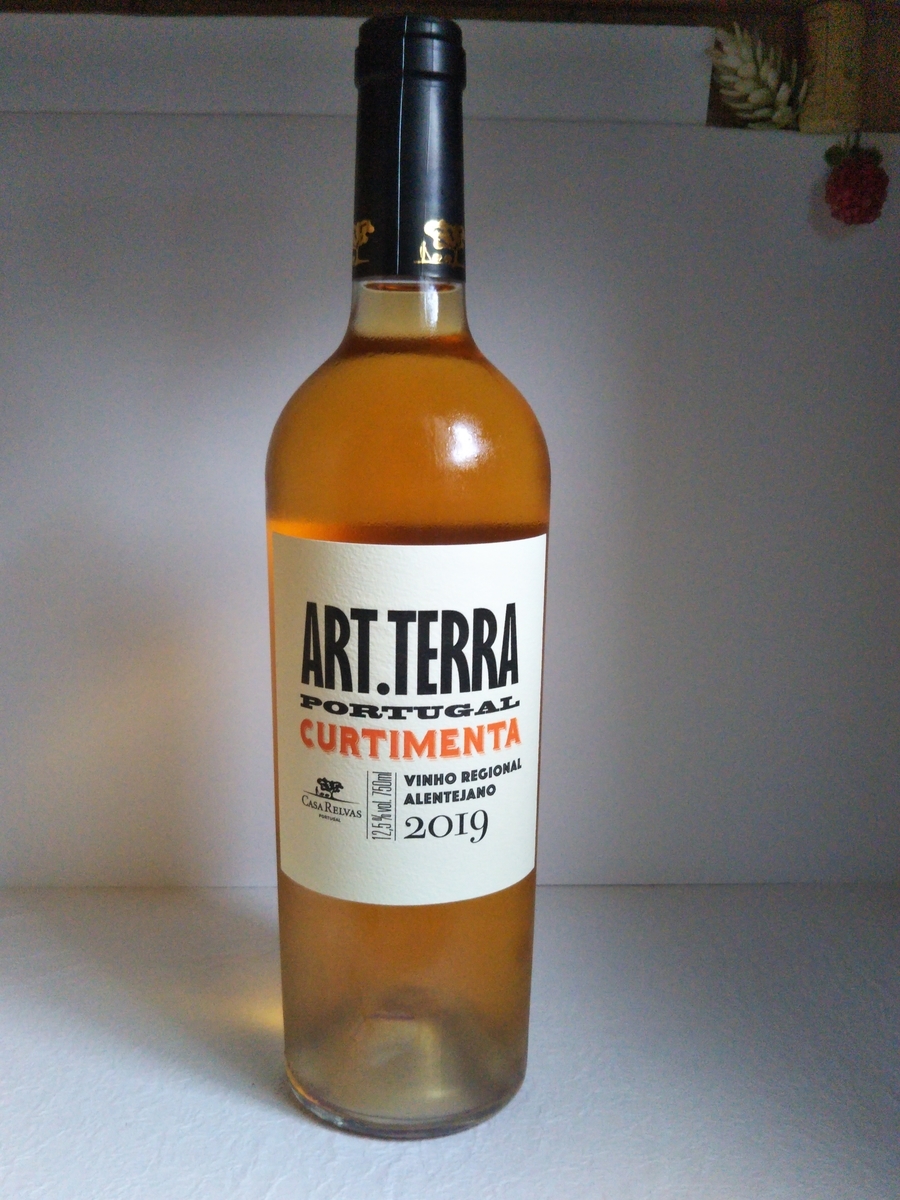 ART.TERRA
PORTUGAL
CURTIMENTA
CASA RELVAS
PORTUGAL
12,5 % vol. 750ml
VINHO REGIONAL
ALENTEJANO
2019